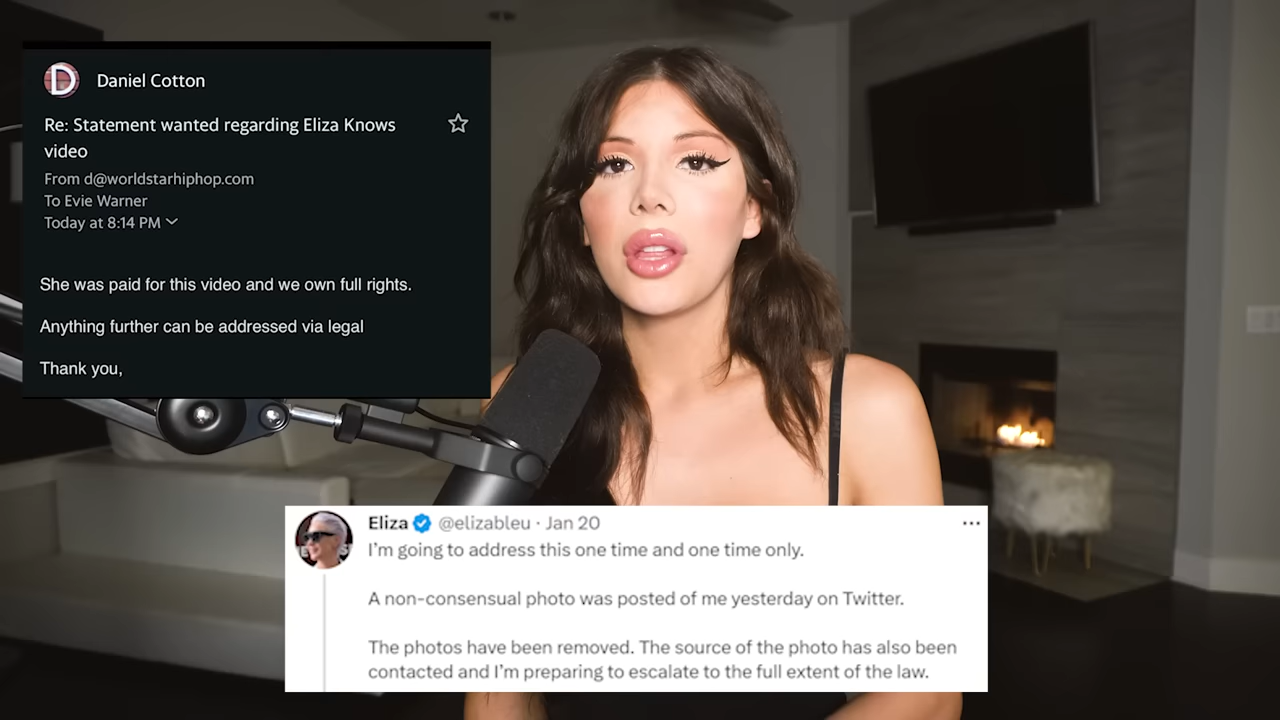 D
Daniel Cotton
Re: Statement wanted regarding Eliza Knows
video
From d@worldstarhiphop.com
To Evie Warner
Today at 8:14 PM
She was paid for this video and we own full rights.
Anything further can be addressed via legal
Thank you,
Eliza @elizableu · Jan 20
I'm going to address this one time and one time only.
A non-consensual photo was posted of me yesterday on Twitter.
The photos have been removed. The source of the photo has also been
contacted and I'm preparing to escalate to the full extent of the law.